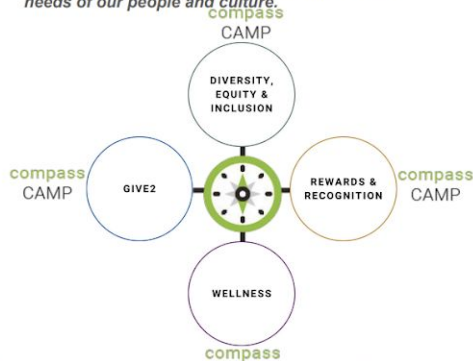 needs of our people and culture.
compass
CAMP
DIVERSITY,
EQUITY &
INCLUSION
compass
CAMP
GIVE2
REWARDS &
RECOGNITION
compass
CAMP
WELLNESS
compass